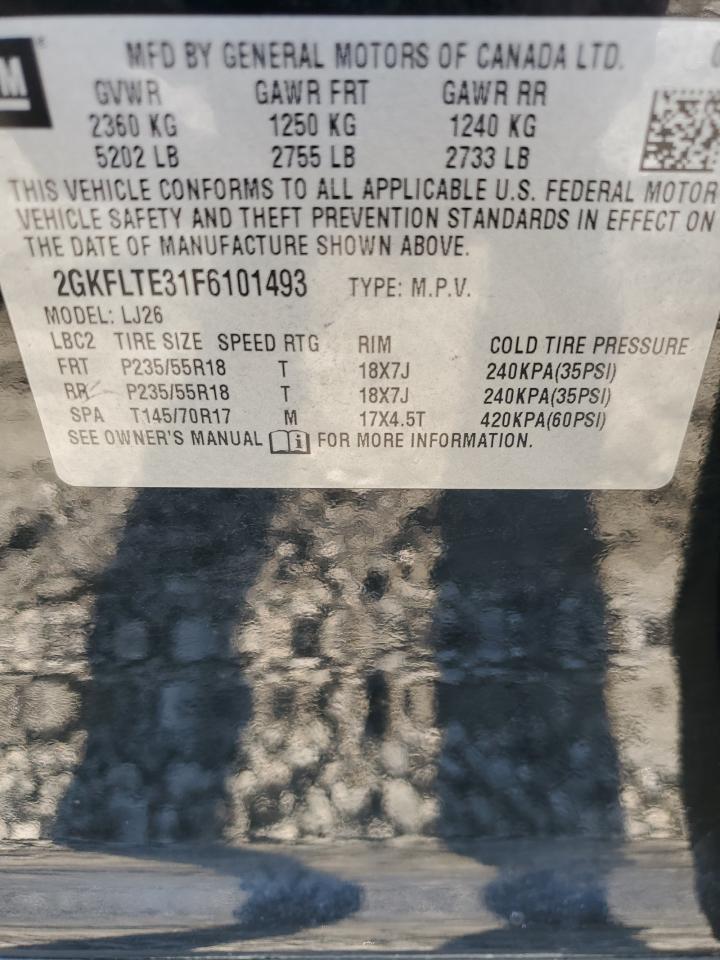 MFD BY GENERAL MOTORS OF CANADA LTD.
GVWR GAWR FRT GAWR RR
2360 KG 1250 KG 1240 KG
5202 LB 2755 LB 2733 LB
THIS VEHICLE CONFORMS TO ALL APPLICABLE U.S. FEDERAL MOTOR
VEHICLE SAFETY AND THEFT PREVENTION STANDARDS IN EFFECT ON
THE DATE OF MANUFACTURE SHOWN ABOVE.
2GKFLTE31F6101493 TYPE: M.P.V.
MODEL: LJ26
LBC2 TIRE SIZE SPEED RTG RIM COLD TIRE PRESSURE
FRT P235/55R18 T 18X7J 240KPA(35PSI)
RR P235/55R18 T 18X7J 240KPA(35PSI)
SPA T145/70R17 M 17X4.5T 420KPA(60PSI)
SEE OWNER'S MANUAL FOR MORE INFORMATION.